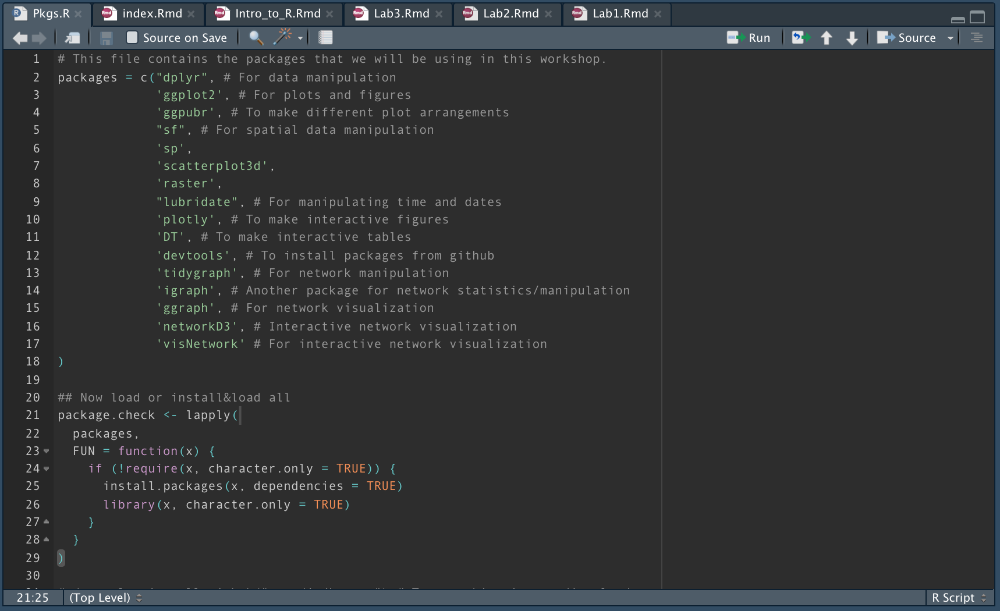 Pkgs.R × index.Rmd × Intro_to_R.Rmd × Lab3.Rmd × Lab2.Rmd × Lab1.Rmd ×
Source on Save Run Source
1 # This file contains the packages that we will be using in this workshop.
2 packages = c("dplyr", # For data manipulation
3 'ggplot2', # For plots and figures
4 'ggpubr', # To make different plot arrangements
5 "sf", # For spatial data manipulation
6 'sp',
7 'scatterplot3d',
8 'raster',
9 "lubridate", # For manipulating time and dates
10 'plotly', # To make interactive figures
11 'DT', # To make interactive tables
12 'devtools', # To install packages from github
13 'tidygraph', # For network manipulation
14 'igraph', # Another package for network statistics/manipulation
15 'ggraph', # For network visualization
16 'networkD3', # Interactive network visualization
17 'visNetwork' # For interactive network visualization
18 )
19
20 ## Now load or install&load all
21 package.check <- lapply(
22 packages,
23 FUN = function(x) {
24 if (!require(x, character.only = TRUE)) {
25 install.packages(x, dependencies = TRUE)
26 library(x, character.only = TRUE)
27 }
28 }
29 )
30
21:25 (Top Level) R Script